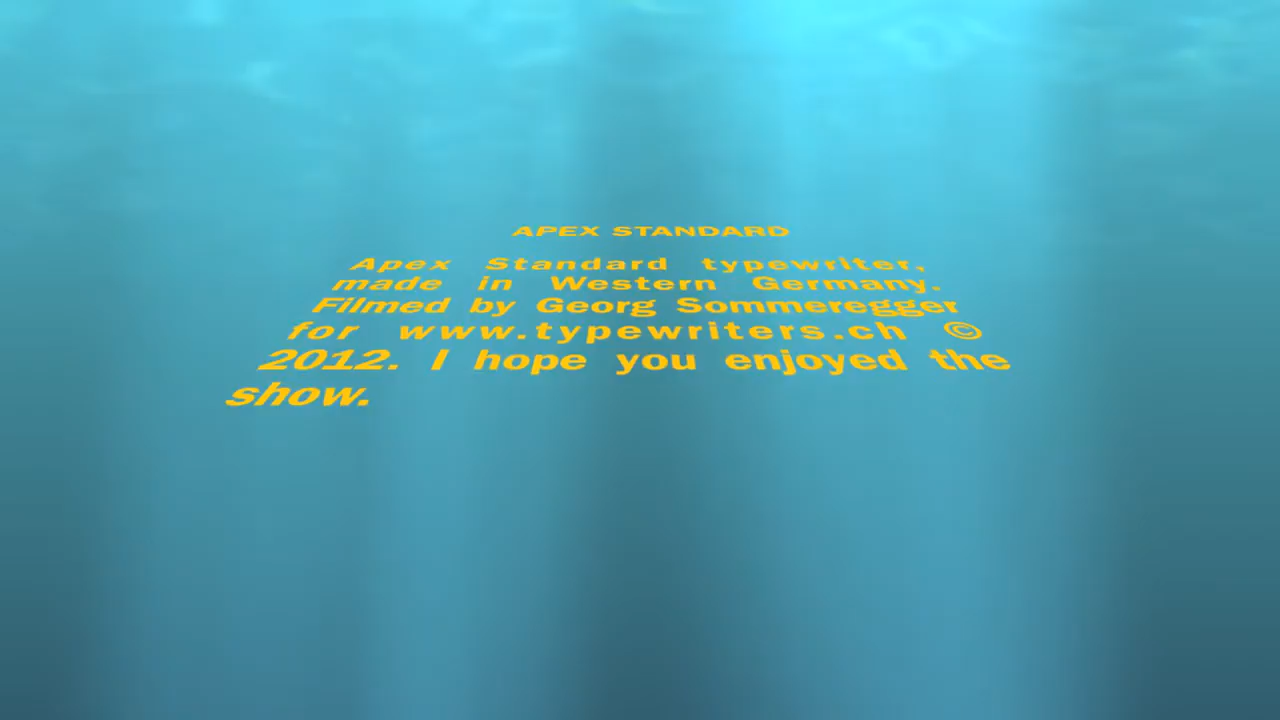 APEX STANDARD
Apex Standard typewriter,
made in Western Germany.
Filmed by Georg Sommeregger
for www.typewriters.ch ©
2012. I hope you enjoyed the
show.